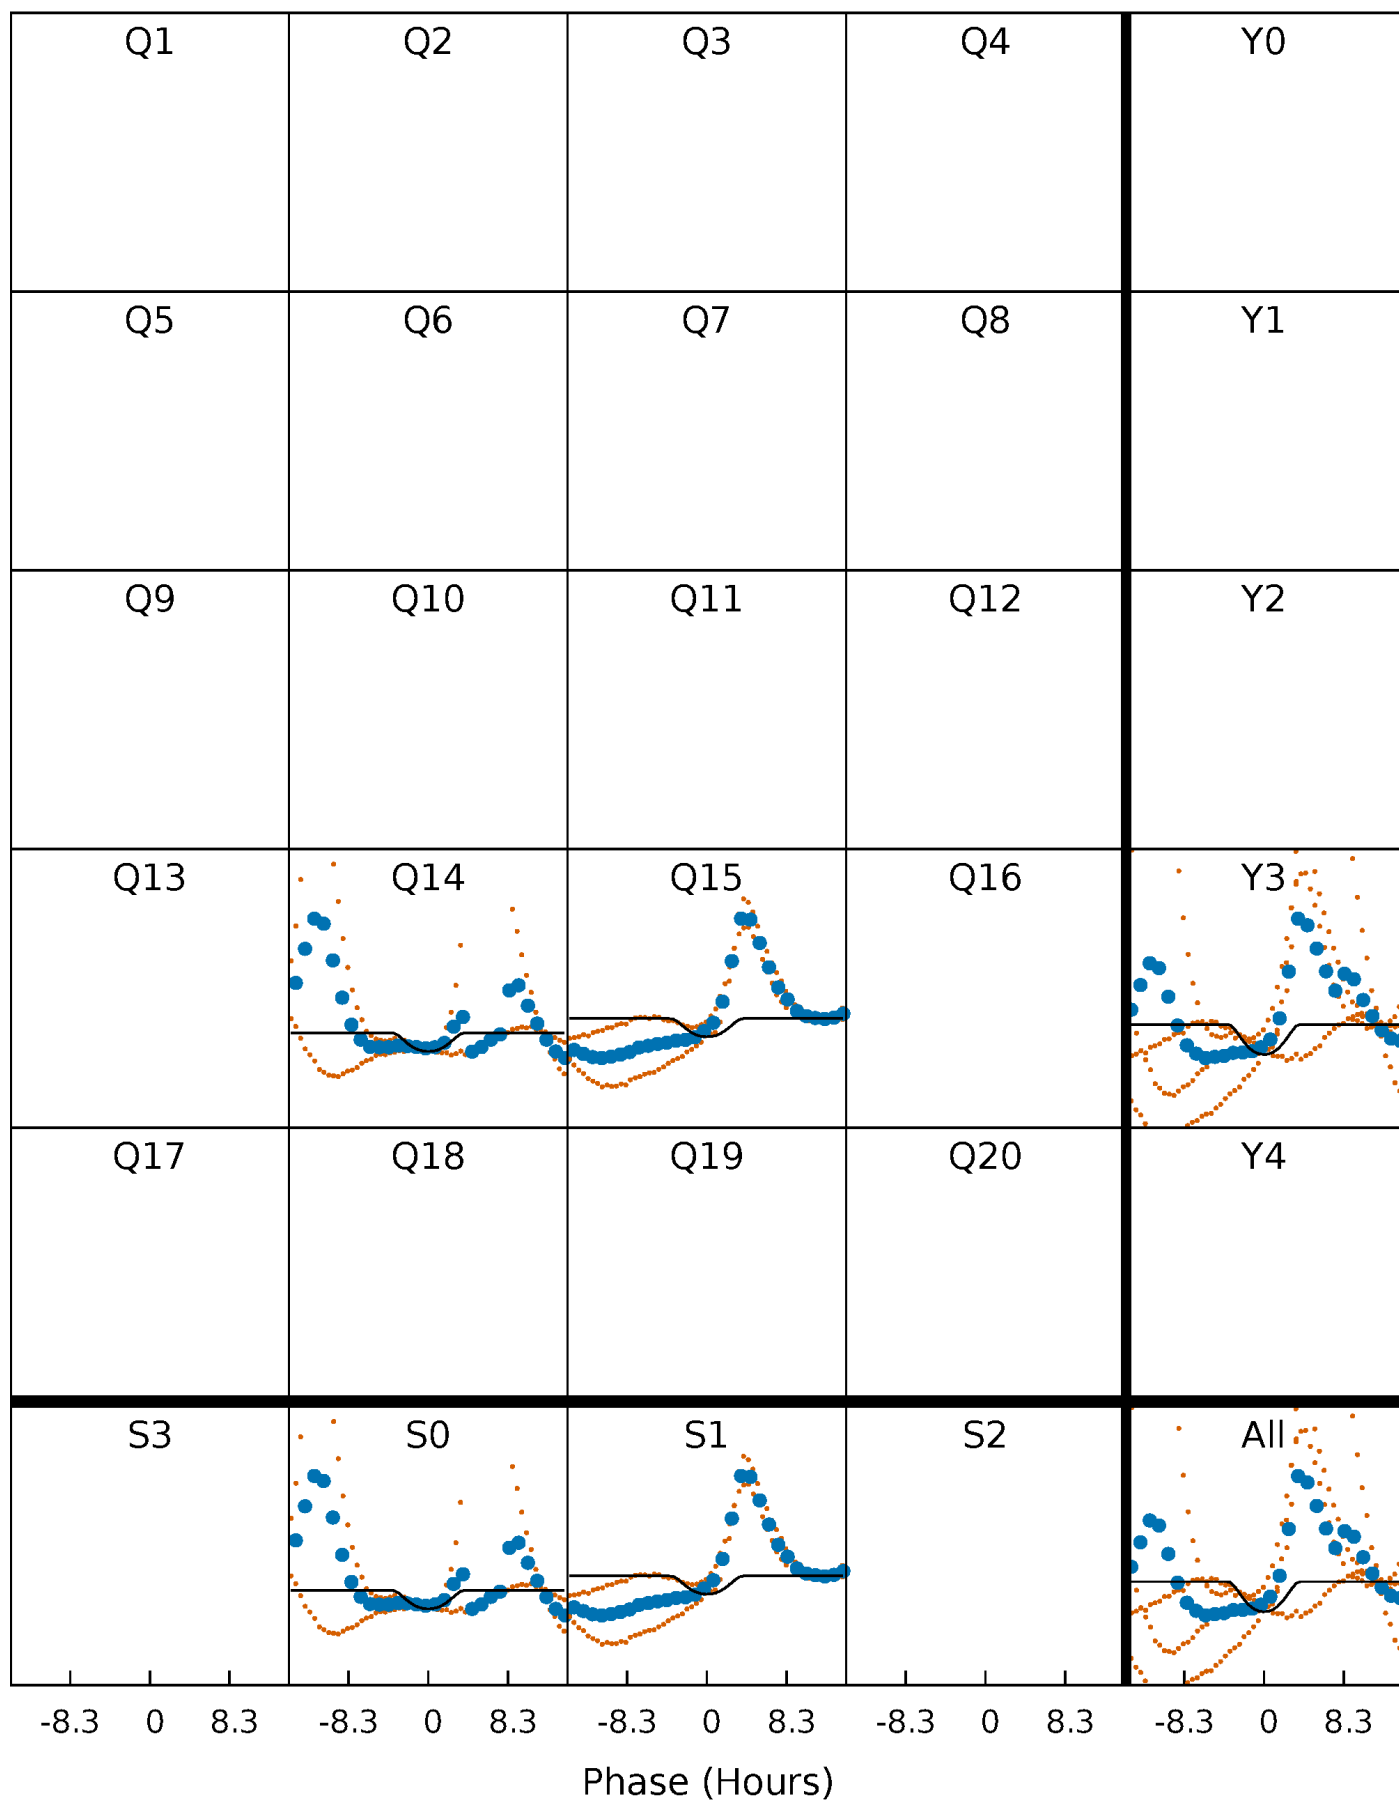 Q1 Q2 Q3 Q4 Y0
Q5 Q6 Q7 Q8 Y1
Q9 Q10 Q11 Q12 Y2
Q13 Q14 Q15 Q16 Y3
Q17 Q18 Q19 Q20 Y4
S3 S0 S1 S2 All
-8.3 0 8.3 -8.3 0 8.3 -8.3 0 8.3 -8.3 0 8.3 -8.3 0 8.3
Phase (Hours)